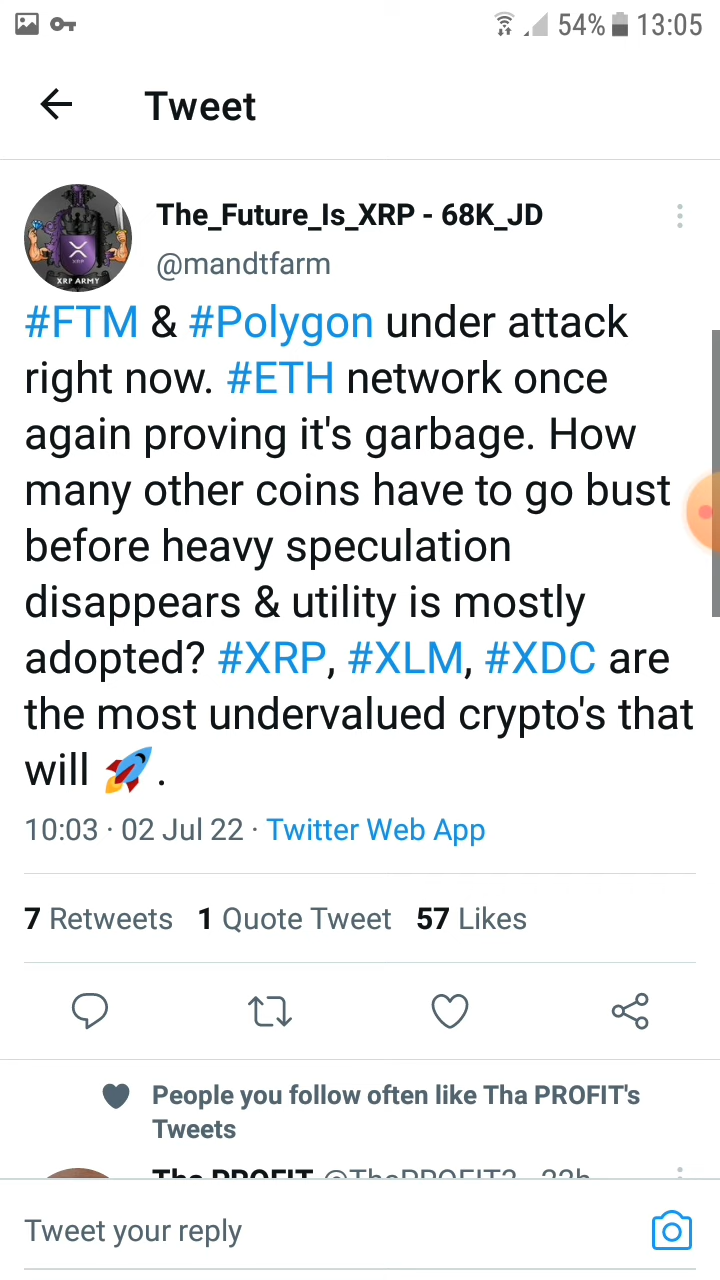 54% 13:05
Tweet
The_Future_Is_XRP - 68K_JD
@mandtfarm
XRP
XRP ARMY
#FTM & #Polygon under attack
right now. #ETH network once
again proving it's garbage. How
many other coins have to go bust
before heavy speculation
disappears & utility is mostly
adopted? #XRP, #XLM, #XDC are
the most undervalued crypto's that
will 🚀.
10:03 · 02 Jul 22 · Twitter Web App
7 Retweets 1 Quote Tweet 57 Likes
People you follow often like Tha PROFIT's
Tweets
Tha PROFIT
Tweet your reply